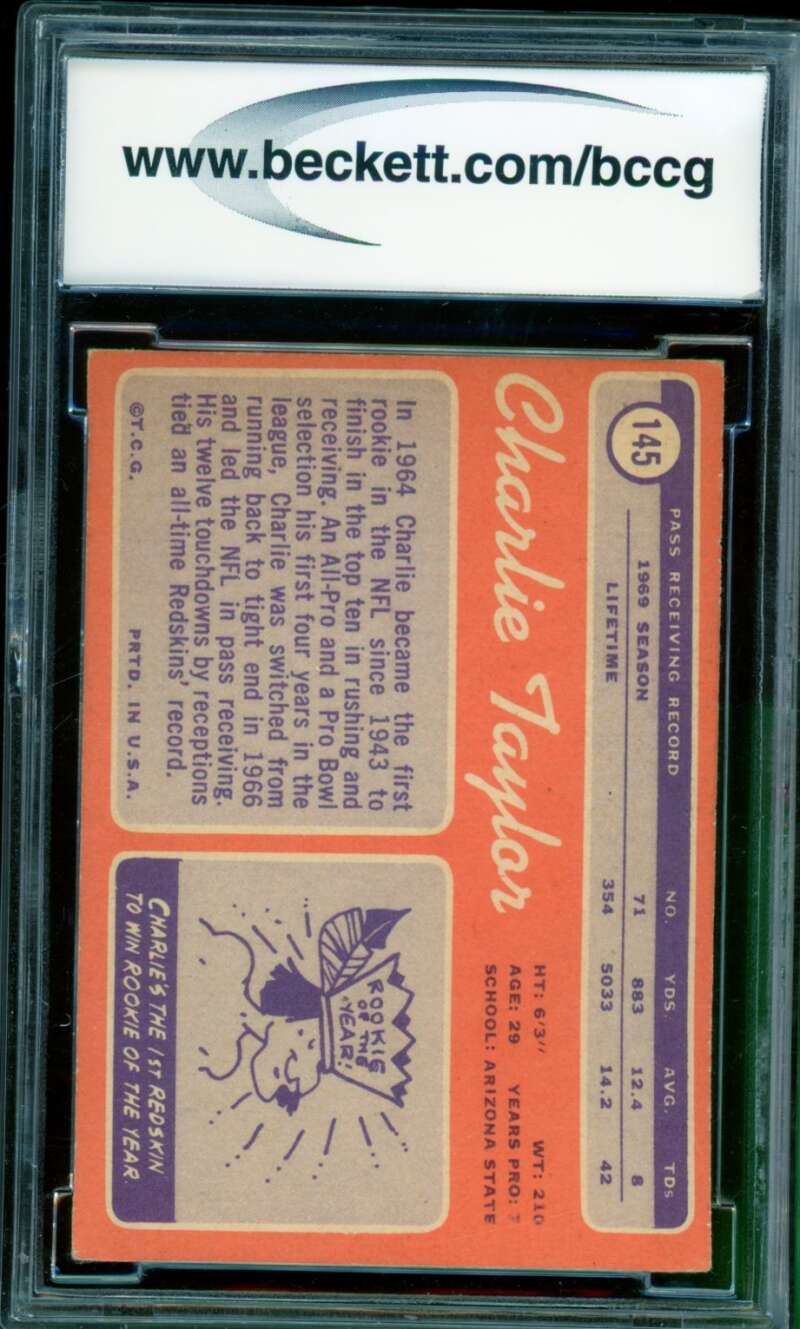 www.beckett.com/bccg
145
PASS RECEIVING RECORD NO. YDS. AVG. TDs
1969 SEASON 71 883 12.4 8
LIFETIME 354 5033 14.2 42
Charlie Taylor
HT: 6'3" WT: 210
AGE: 29 YEARS PRO:
SCHOOL: ARIZONA STATE
In 1964 Charlie became the first
rookie in the NFL since 1943 to
finish in the top ten in rushing and
receiving. An All-Pro and a Pro Bowl
selection his first four years in the
league, Charlie was switched from
running back to tight end in 1966
and led the NFL in pass receiving.
His twelve touchdowns by receptions
tied an all-time Redskins' record.
©T.C.G. PRTD. IN U.S.A.
ROOKIE
OF THE
YEAR!
CHARLIE'S THE 1ST REDSKIN
TO WIN ROOKIE OF THE YEAR.